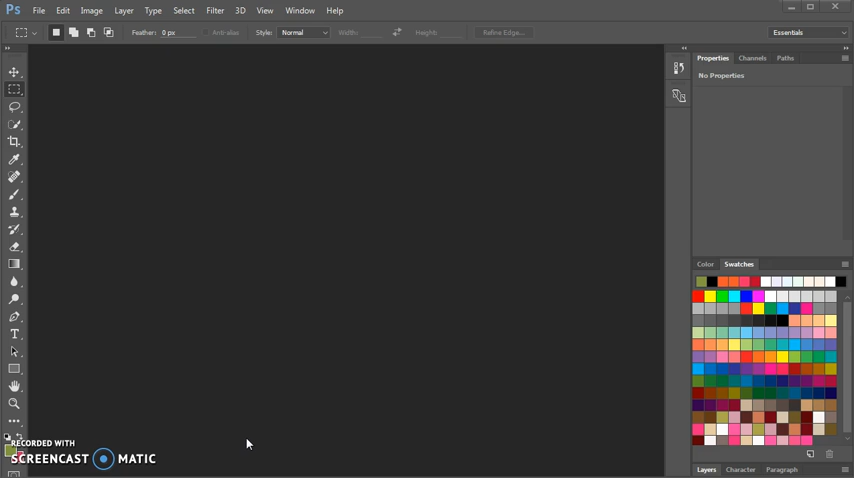 Ps File Edit Image Layer Type Select Filter 3D View Window Help
Feather: 0 px Anti-alias Style: Normal Width: Height: Refine Edge... Essentials
Properties Channels Paths
No Properties
Color Swatches
RECORDED WITH
SCREENCAST MATIC
Layers Character Paragraph